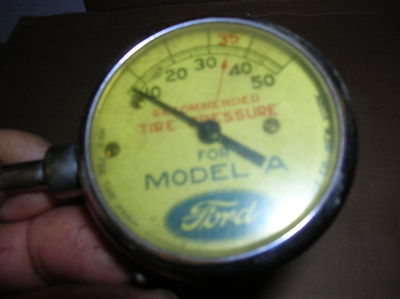 35
10 20 30 40 50
RECOMMENDED
TIRE PRESSURE
FOR
MODEL A
Ford